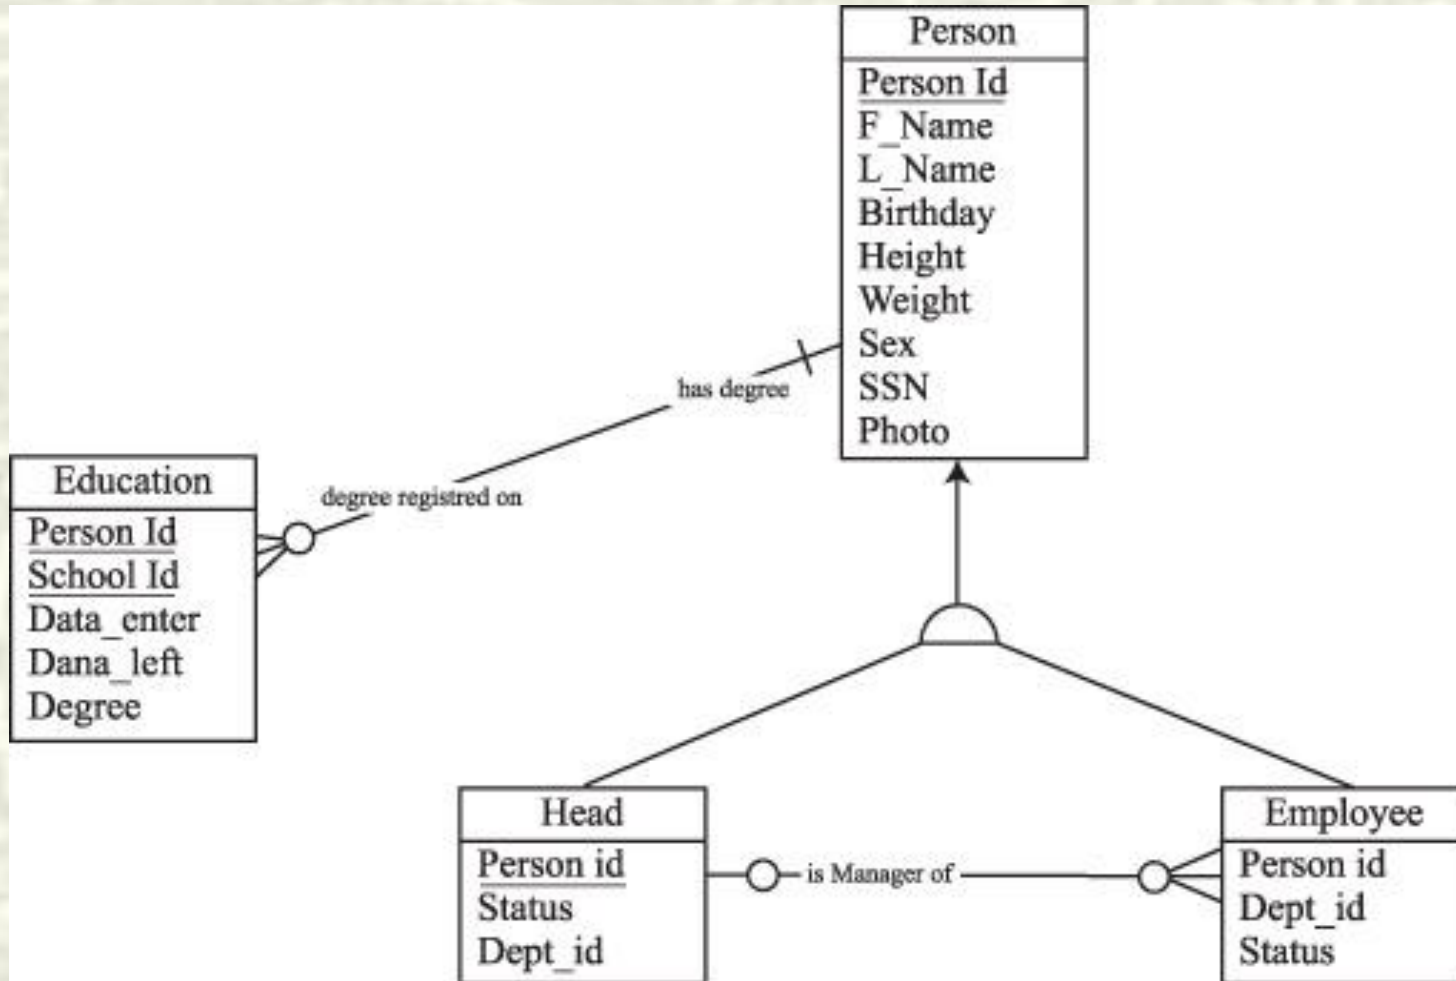 Person
Person Id
F_Name
L_Name
Birthday
Height
Weight
Sex
SSN
Photo
has degree
degree registred on
Education
Person Id
School Id
Data_enter
Dana_left
Degree
Head
Person id
Status
Dept_id
is Manager of
Employee
Person id
Dept_id
Status